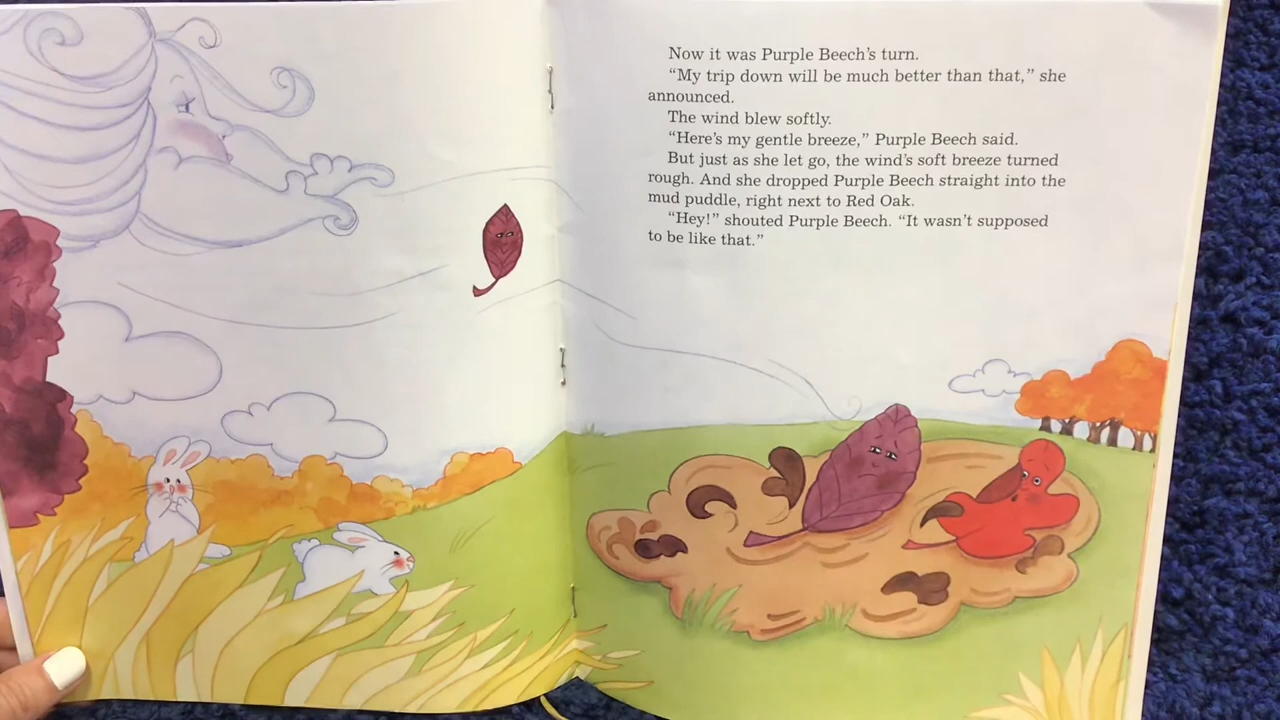 Now it was Purple Beech's turn.
“My trip down will be much better than that,” she
announced.
The wind blew softly.
“Here's my gentle breeze,” Purple Beech said.
But just as she let go, the wind's soft breeze turned
rough. And she dropped Purple Beech straight into the
mud puddle, right next to Red Oak.
“Hey!” shouted Purple Beech. “It wasn't supposed
to be like that.”